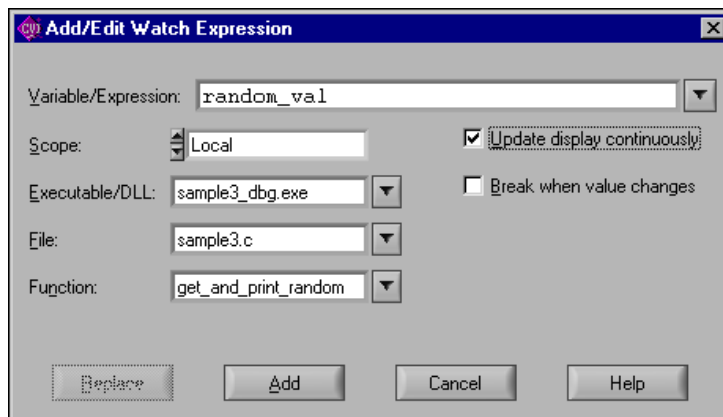 CVI Add/Edit Watch Expression
Variable/Expression: random_val
Scope: Local
Update display continuously
Executable/DLL: sample3_dbg.exe
Break when value changes
File: sample3.c
Function: get_and_print_random
Replace Add Cancel Help